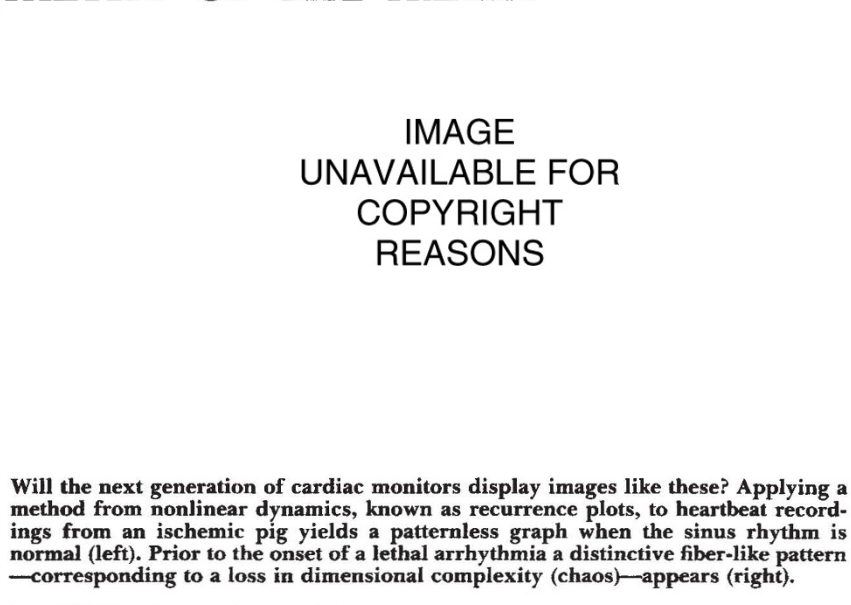 IMAGE
UNAVAILABLE FOR
COPYRIGHT
REASONS
Will the next generation of cardiac monitors display images like these? Applying a
method from nonlinear dynamics, known as recurrence plots, to heartbeat record-
ings from an ischemic pig yields a patternless graph when the sinus rhythm is
normal (left). Prior to the onset of a lethal arrhythmia a distinctive fiber-like pattern
—corresponding to a loss in dimensional complexity (chaos)—appears (right).